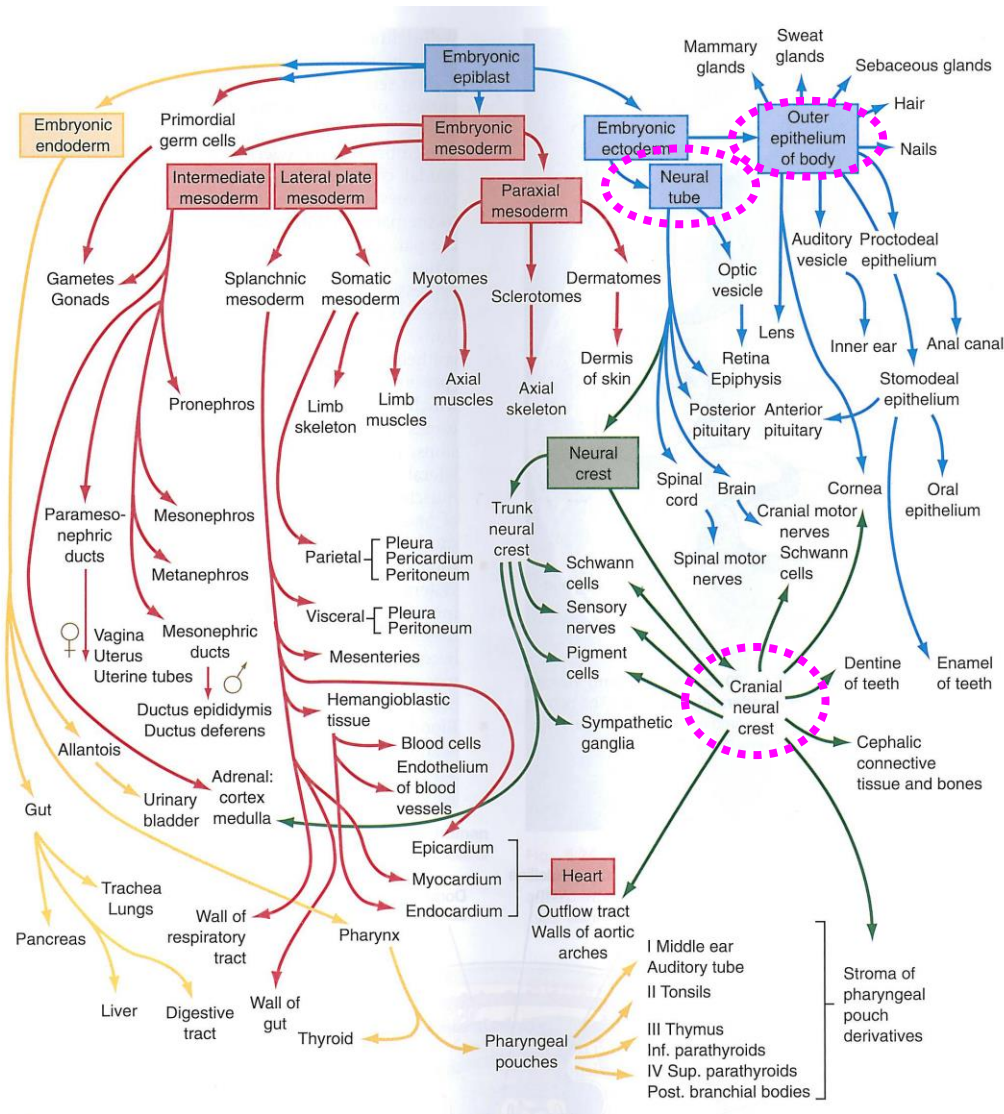 Embryonic
epiblast
Mammary
glands
Sweat
glands
Sebaceous glands
Hair
Nails
Embryonic
endoderm
Primordial
germ cells
Embryonic
mesoderm
Embryonic
ectoderm
Outer
epithelium
of body
Intermediate
mesoderm
Lateral plate
mesoderm
Paraxial
mesoderm
Neural
tube
Gametes
Gonads
Splanchnic
mesoderm
Somatic
mesoderm
Myotomes
Sclerotomes
Dermatomes
Optic
vesicle
Auditory
vesicle
Proctodeal
epithelium
Lens
Inner ear
Anal canal
Pronephros
Limb
skeleton
Limb
muscles
Axial
muscles
Axial
skeleton
Dermis
of skin
Retina
Epiphysis
Posterior
pituitary
Anterior
pituitary
Stomodeal
epithelium
Neural
crest
Spinal
cord
Brain
Cornea
Oral
epithelium
Parameso-
nephric
ducts
Mesonephros
Metanephros
Trunk
neural
crest
Cranial motor
nerves
Spinal motor
nerves
Schwann
cells
Parietal
Pleura
Pericardium
Peritoneum
Schwann
cells
Visceral
Pleura
Peritoneum
Sensory
nerves
♀
Vagina
Uterus
Uterine tubes
Mesonephric
ducts
♂
Mesenteries
Pigment
cells
Cranial
neural
crest
Dentine
of teeth
Enamel
of teeth
Ductus epididymis
Ductus deferens
Hemangioblastic
tissue
Sympathetic
ganglia
Cephalic
connective
tissue and bones
Allantois
Blood cells
Endothelium
of blood
vessels
Gut
Urinary
bladder
Adrenal:
cortex
medulla
Epicardium
Myocardium
Endocardium
Heart
Trachea
Lungs
Pancreas
Wall of
respiratory
tract
Pharynx
Outflow tract
Walls of aortic
arches
Liver
Digestive
tract
Wall of
gut
Thyroid
Pharyngeal
pouches
I Middle ear
Auditory tube
II Tonsils
III Thymus
Inf. parathyroids
IV Sup. parathyroids
Post. branchial bodies
Stroma of
pharyngeal
pouch
derivatives